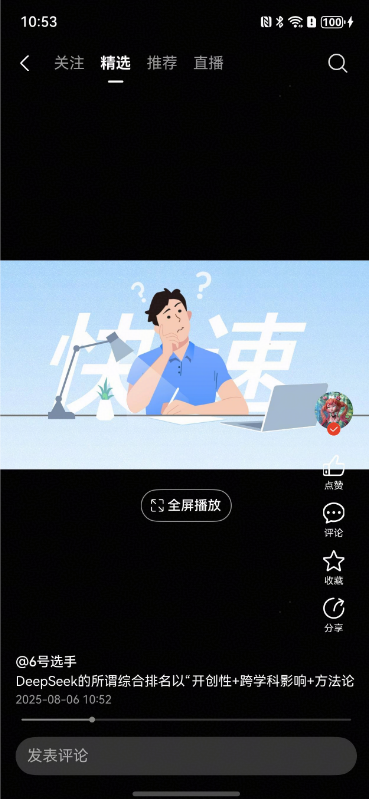 10:53
100
关注 精选 推荐 直播
? ?
快速
点赞
全屏播放
评论
收藏
分享
@6号选手
DeepSeek的所谓综合排名以“开创性+跨学科影响+方法论
2025-08-06 10:52
发表评论